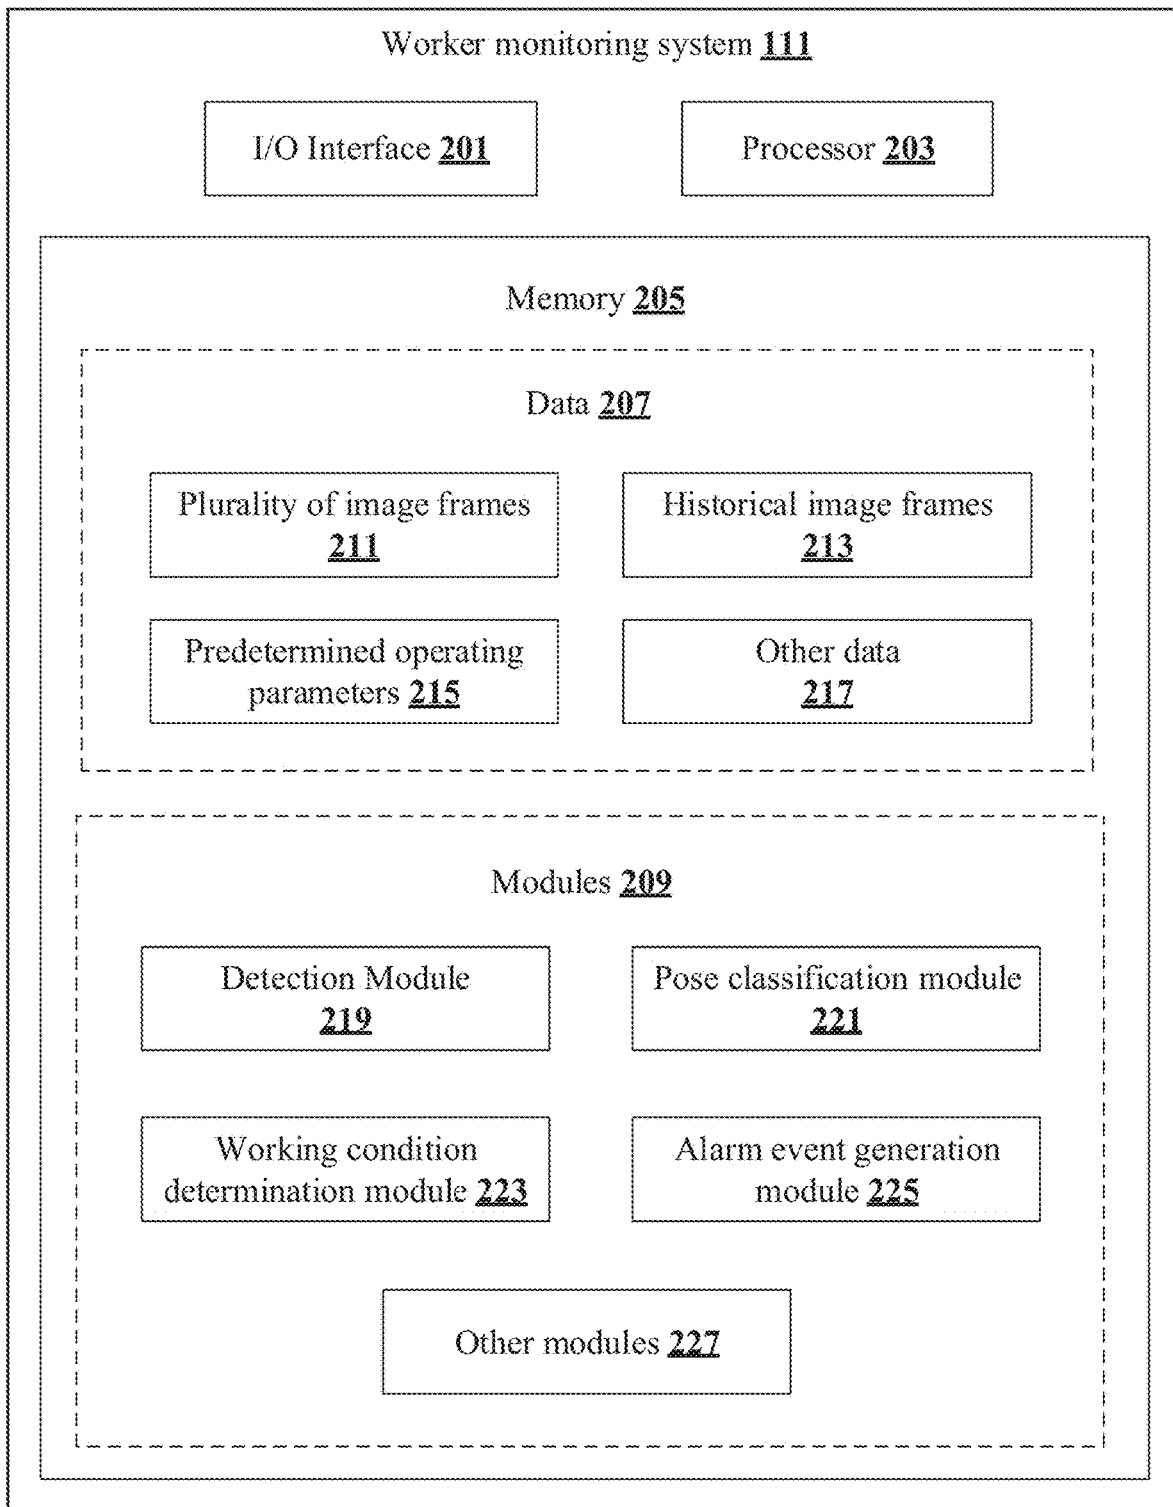 Worker monitoring system 111
I/O Interface 201
Processor 203
Memory 205
Data 207
Plurality of image frames
211
Historical image frames
213
Predetermined operating
parameters 215
Other data
217
Modules 209
Detection Module
219
Pose classification module
221
Working condition
determination module 223
Alarm event generation
module 225
Other modules 227